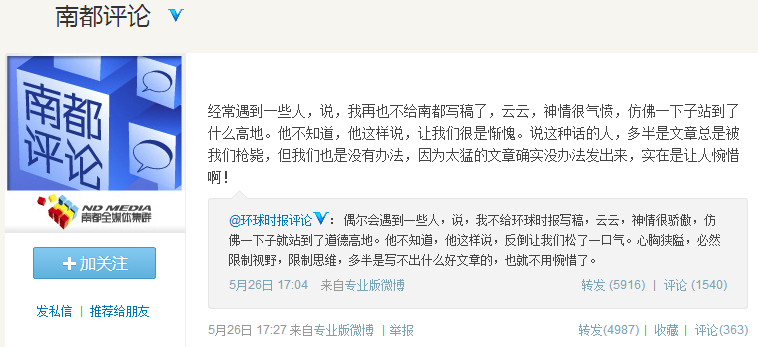 南都评论
南都
评论
ND MEDIA
南都全媒体集群
加关注
发私信 | 推荐给朋友
经常遇到一些人，说，我再也不给南都写稿了，云云，神情很气愤，仿佛一下子站到了
什么高地。他不知道，他这样说，让我们很是惭愧。说这种话的人，多半是文章总是被
我们抢毙，但我们也是没有办法，因为太猛的文章确实没办法发出来，实在是让人惋惜
啊！
@环球时报评论：偶尔会遇到一些人，说，我不给环球时报写稿，云云，神情很骄傲，仿
佛一下子就站到了道德高地。他不知道，他这样说，反倒让我们松了一口气。心胸狭隘，必然
限制视野，限制思维，多半是写不出什么好文章的，也就不用惋惜了。
5月26日 17:04 来自专业版微博 转发 (5916) | 评论 (1540)
5月26日 17:27 来自专业版微博 | 举报 转发(4987) | 收藏 | 评论(363)